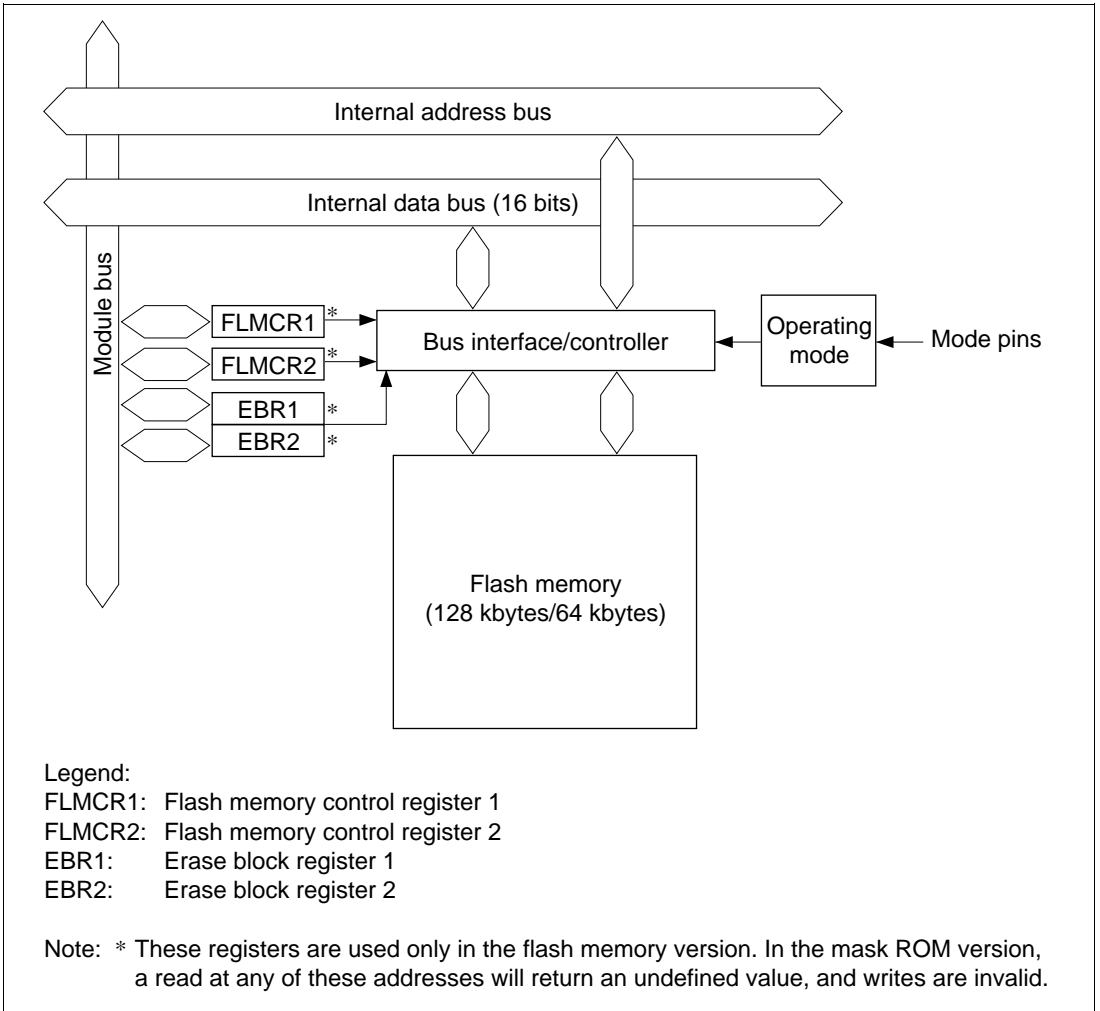 Internal address bus
Internal data bus (16 bits)
Module bus
FLMCR1 *
FLMCR2 *
EBR1 *
EBR2 *
Bus interface/controller
Operating
mode
Mode pins
Flash memory
(128 kbytes/64 kbytes)
Legend:
FLMCR1: Flash memory control register 1
FLMCR2: Flash memory control register 2
EBR1: Erase block register 1
EBR2: Erase block register 2
Note: * These registers are used only in the flash memory version. In the mask ROM version,
a read at any of these addresses will return an undefined value, and writes are invalid.